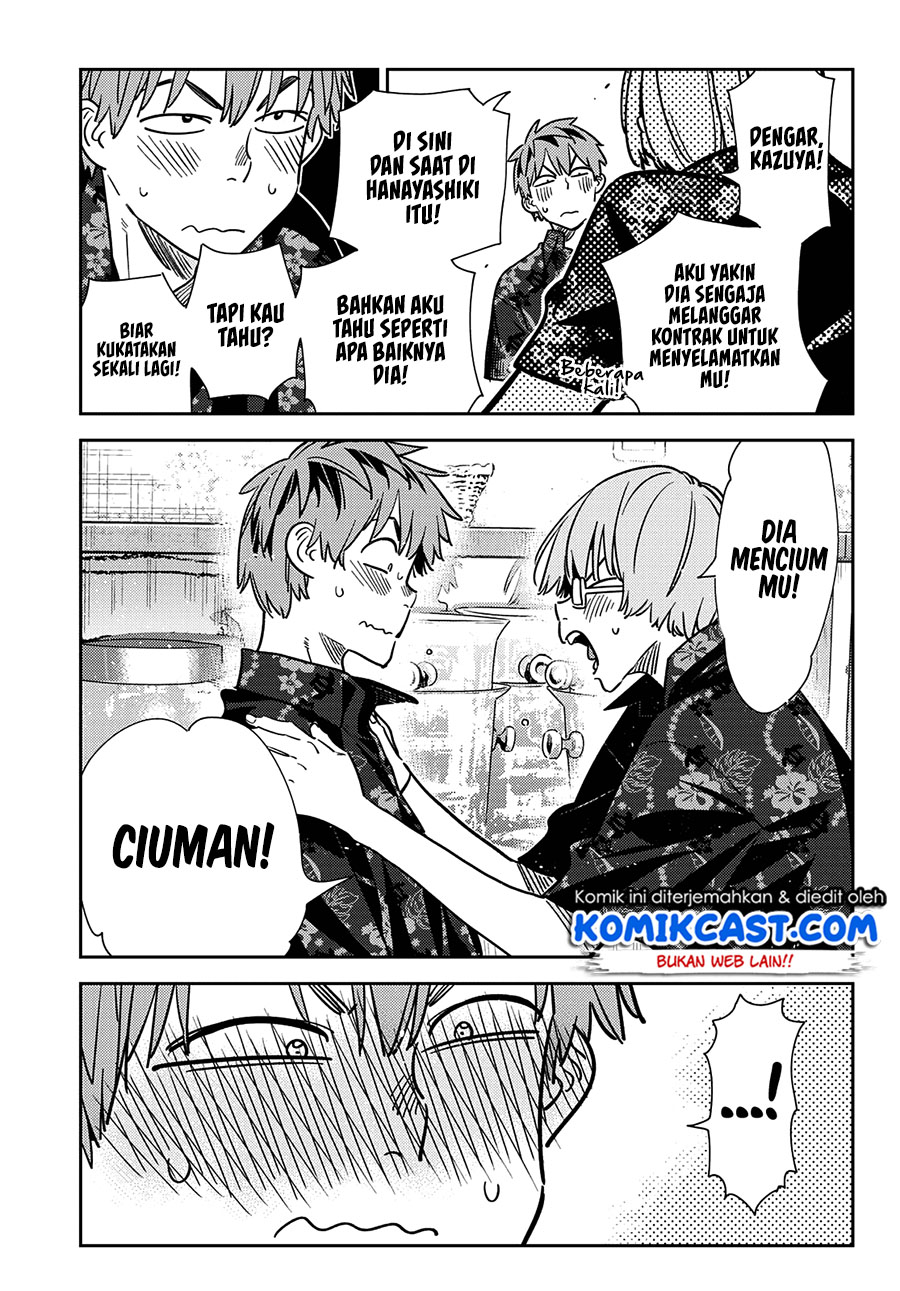 DENGAR,
KAZUYA!
AKU YAKIN
DIA SENGAJA
MELANGGAR
KONTRAK UNTUK
MENYELAMATKAN
MU!
Beberapa
kali!
DI SINI
DAN SAAT DI
HANAYASHIKI
ITU!
BAHKAN AKU
TAHU SEPERTI
APA BAIKNYA
DIA!
TAPI KAU
TAHU?
BIAR
KUKATAKAN
SEKALI LAGI!
DIA
MENCIUM
MU!
CIUMAN!
Komik ini diterjemahkan & diedit oleh
KOMIKCAST.COM
BUKAN WEB LAIN!!
....!